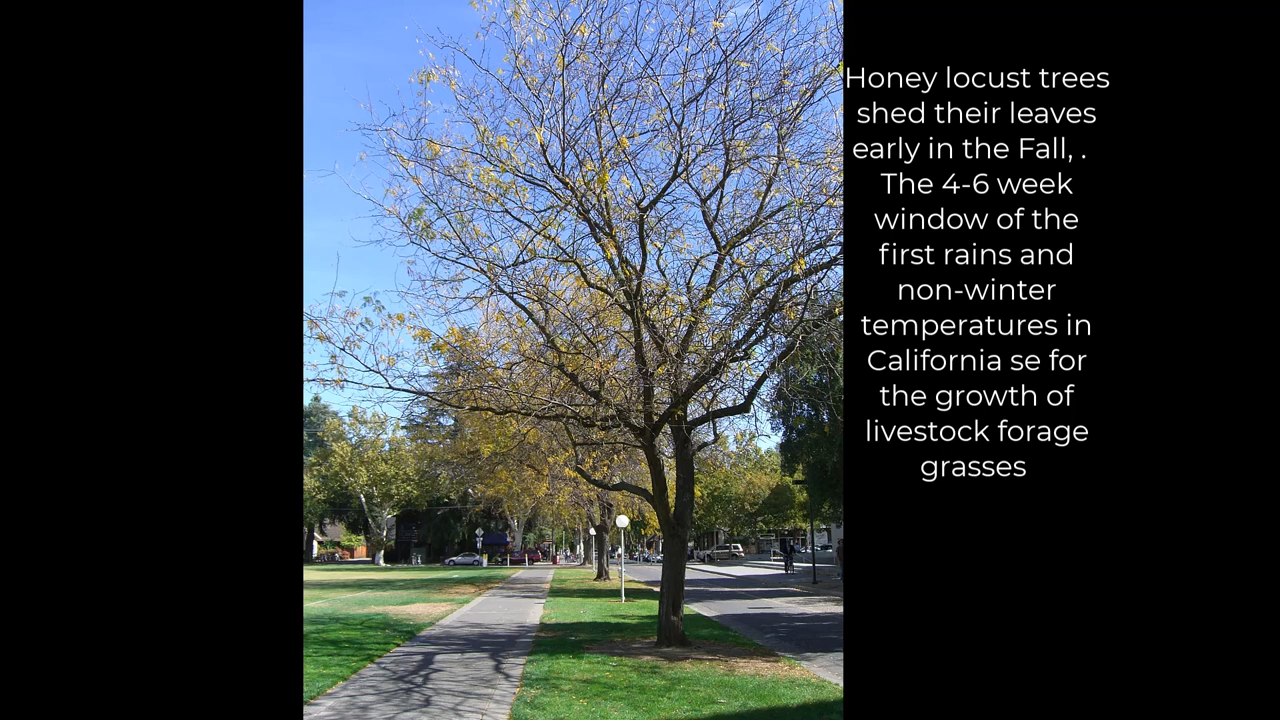 Honey locust trees
shed their leaves
early in the Fall, .
The 4-6 week
window of the
first rains and
non-winter
temperatures in
California se for
the growth of
livestock forage
grasses